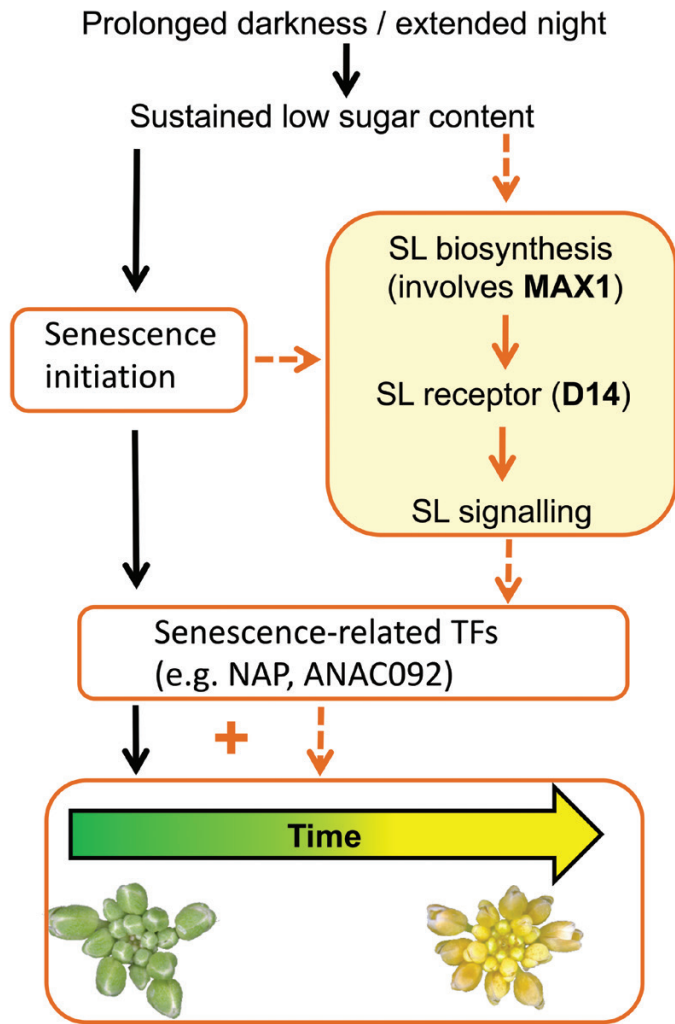 Prolonged darkness / extended night
Sustained low sugar content
SL biosynthesis
(involves MAX1)
Senescence
initiation
SL receptor (D14)
SL signalling
Senescence-related TFs
(e.g. NAP, ANAC092)
+
Time